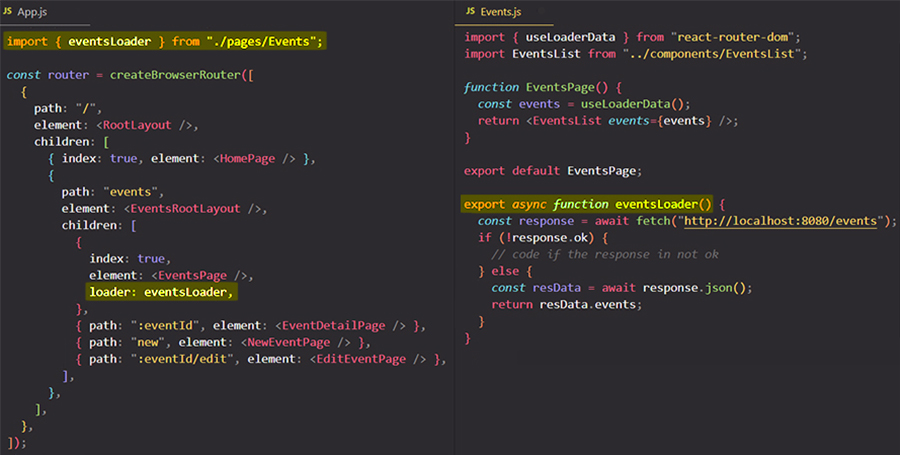 JS App.js
import { eventsLoader } from "./pages/Events";
const router = createBrowserRouter([
{
path: "/",
element: <RootLayout />,
children: [
{ index: true, element: <HomePage /> },
{
path: "events",
element: <EventsRootLayout />,
children: [
{
index: true,
element: <EventsPage />,
loader: eventsLoader,
},
{ path: ":eventId", element: <EventDetailPage /> },
{ path: "new", element: <NewEventPage /> },
{ path: ":eventId/edit", element: <EditEventPage /> },
],
},
],
},
]);
JS Events.js
import { useLoaderData } from "react-router-dom";
import EventsList from "../components/EventsList";
function EventsPage() {
const events = useLoaderData();
return <EventsList events={events} />;
}
export default EventsPage;
export async function eventsLoader() {
const response = await fetch("http://localhost:8080/events");
if (!response.ok) {
// code if the response in not ok
} else {
const resData = await response.json();
return resData.events;
}
}